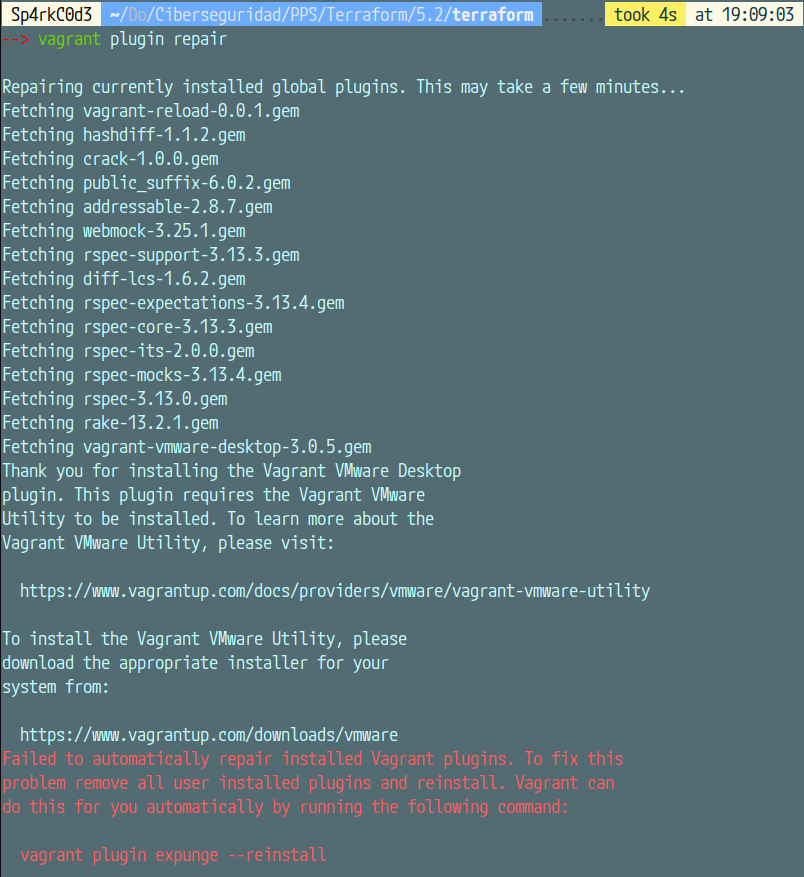 Sp4rkC0d3 ~/Do/Ciberseguridad/PPS/Terraform/5.2/terraform ....... took 4s at 19:09:03
--> vagrant plugin repair
Repairing currently installed global plugins. This may take a few minutes...
Fetching vagrant-reload-0.0.1.gem
Fetching hashdiff-1.1.2.gem
Fetching crack-1.0.0.gem
Fetching public_suffix-6.0.2.gem
Fetching addressable-2.8.7.gem
Fetching webmock-3.25.1.gem
Fetching rspec-support-3.13.3.gem
Fetching diff-lcs-1.6.2.gem
Fetching rspec-expectations-3.13.4.gem
Fetching rspec-core-3.13.3.gem
Fetching rspec-its-2.0.0.gem
Fetching rspec-mocks-3.13.4.gem
Fetching rspec-3.13.0.gem
Fetching rake-13.2.1.gem
Fetching vagrant-vmware-desktop-3.0.5.gem
Thank you for installing the Vagrant VMware Desktop
plugin. This plugin requires the Vagrant VMware
Utility to be installed. To learn more about the
Vagrant VMware Utility, please visit:
https://www.vagrantup.com/docs/providers/vmware/vagrant-vmware-utility
To install the Vagrant VMware Utility, please
download the appropriate installer for your
system from:
https://www.vagrantup.com/downloads/vmware
Failed to automatically repair installed Vagrant plugins. To fix this
problem remove all user installed plugins and reinstall. Vagrant can
do this for you automatically by running the following command:
vagrant plugin expunge --reinstall